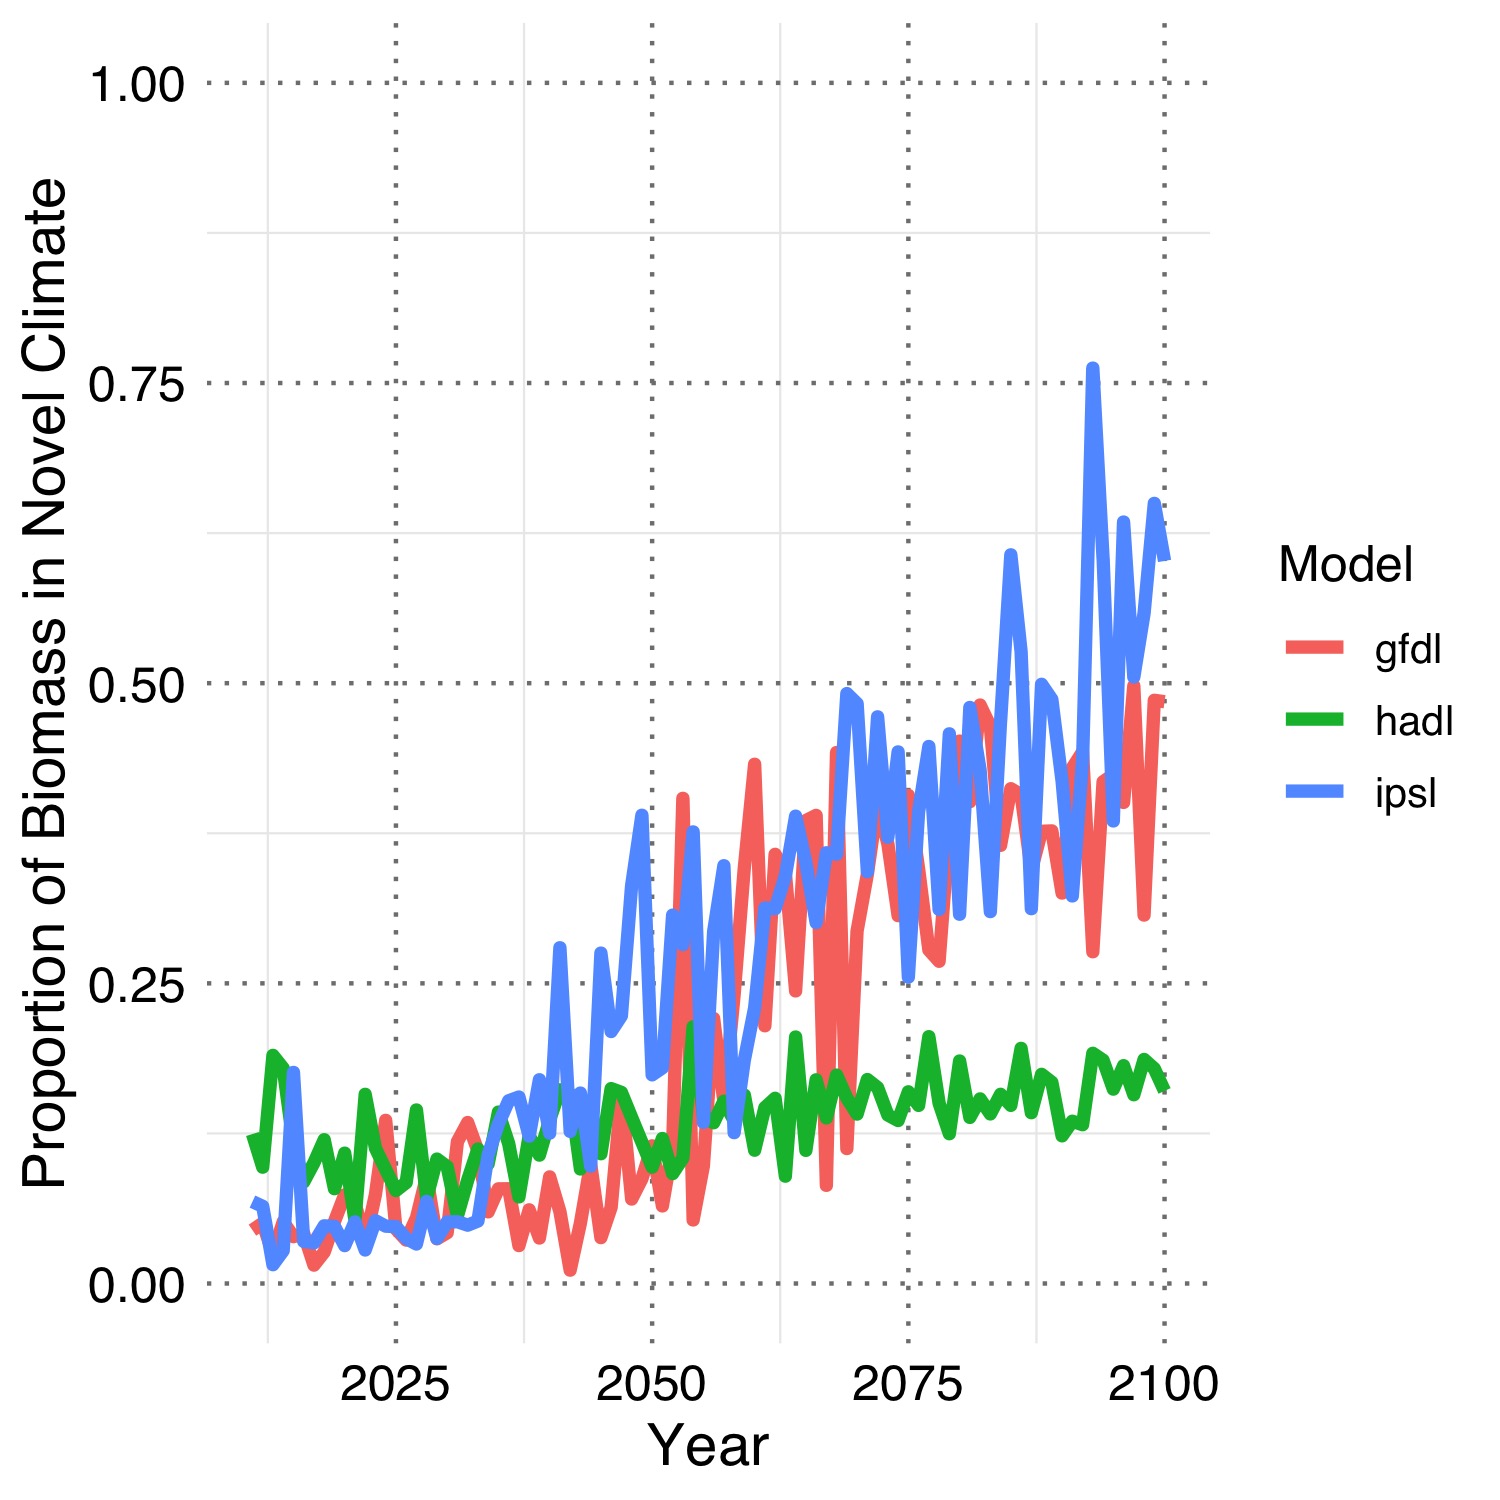 Proportion of Biomass in Novel Climate
1.00
0.75
0.50
0.25
0.00
2025 2050 2075 2100
Year
Model
gfdl
hadl
ipsl